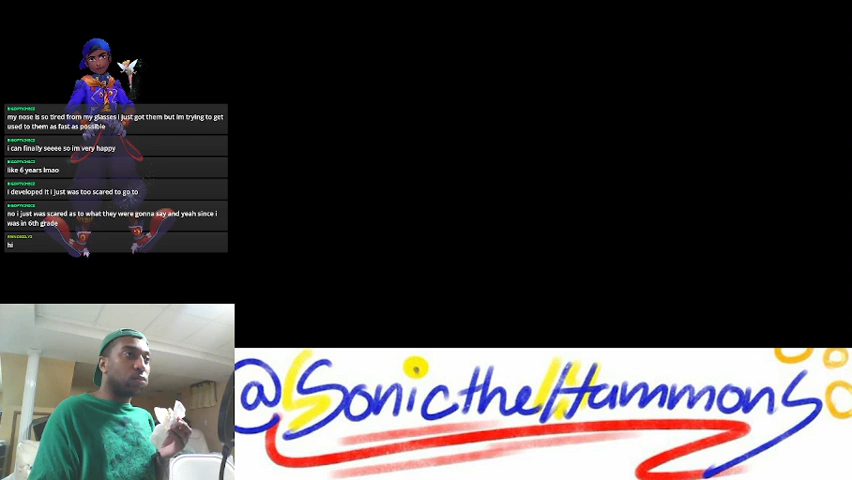 my nose is so tired from my glasses i just got them but im trying to get
used to them as fast as possible
i can finally seeee so im very happy
like 6 years lmao
i developed it i just was too scared to go to
no i just was scared as to what they were gonna say and yeah since i
was in 6th grade
hi
@SonictheHammons